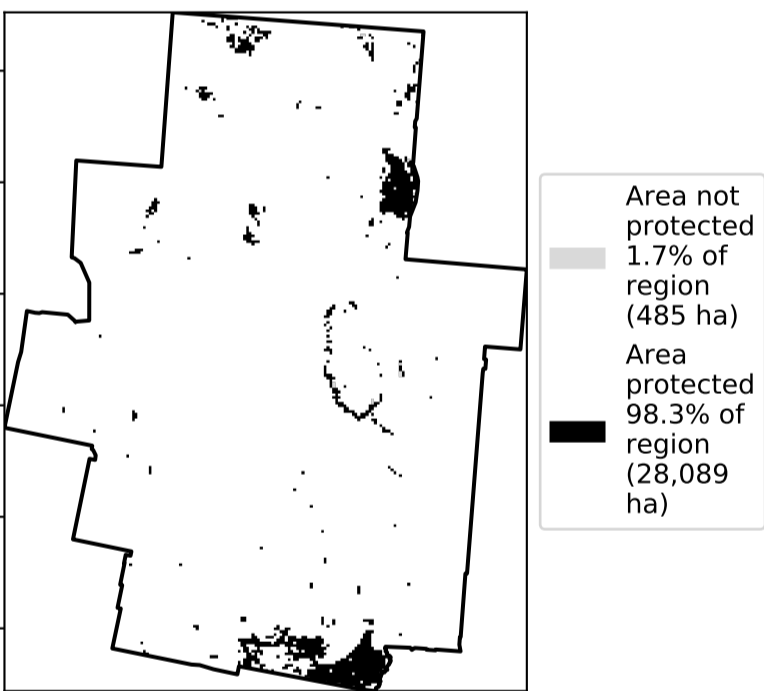 Area not
protected
1.7% of
region
(485 ha)
Area
protected
98.3% of
region
(28,089
ha)